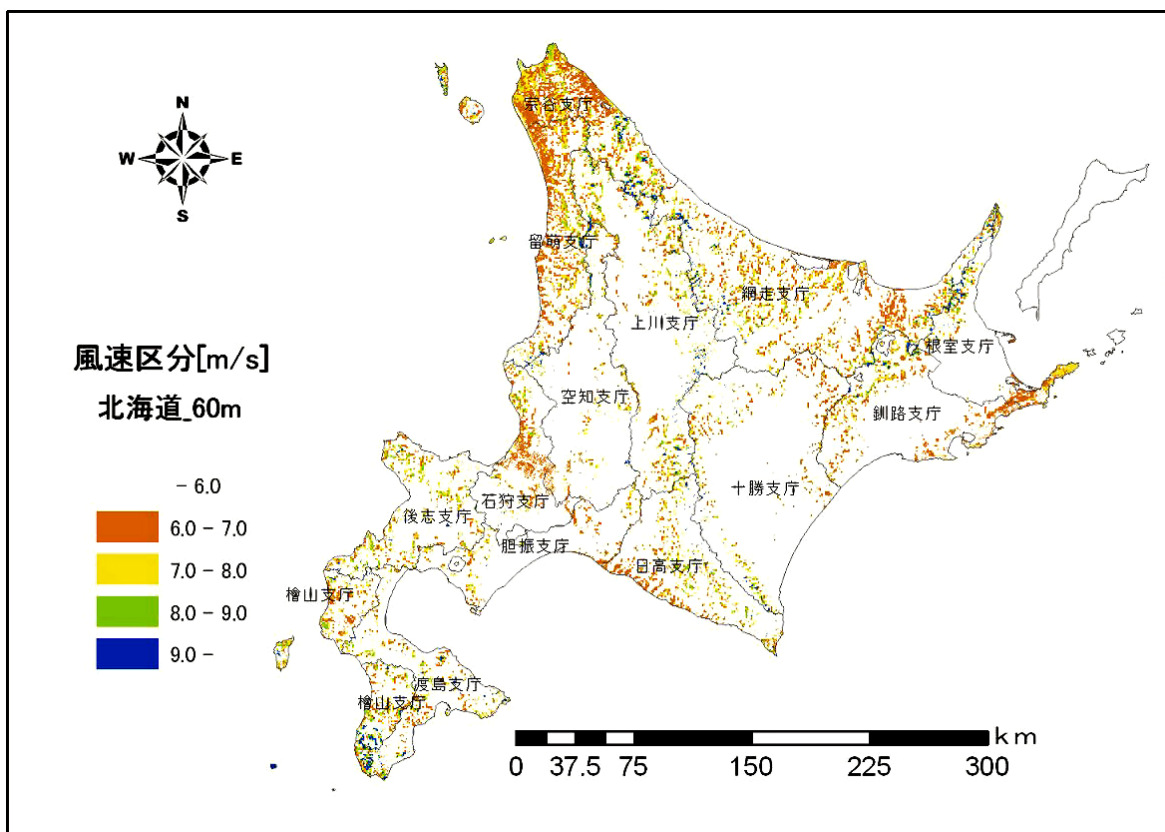 N
W
E
S
宗谷支庁
留萌支庁
網走支庁
上川支庁
根室支庁
風速区分[m/s]
北海道_60m
空知支庁
釧路支庁
十勝支庁
- 6.0
6.0 - 7.0
7.0 - 8.0
8.0 - 9.0
9.0 -
石狩支庁
後志支庁
胆振支庁
日高支庁
檜山支庁
渡島支庁
檜山支庁
km
0 37.5 75 150 225 300